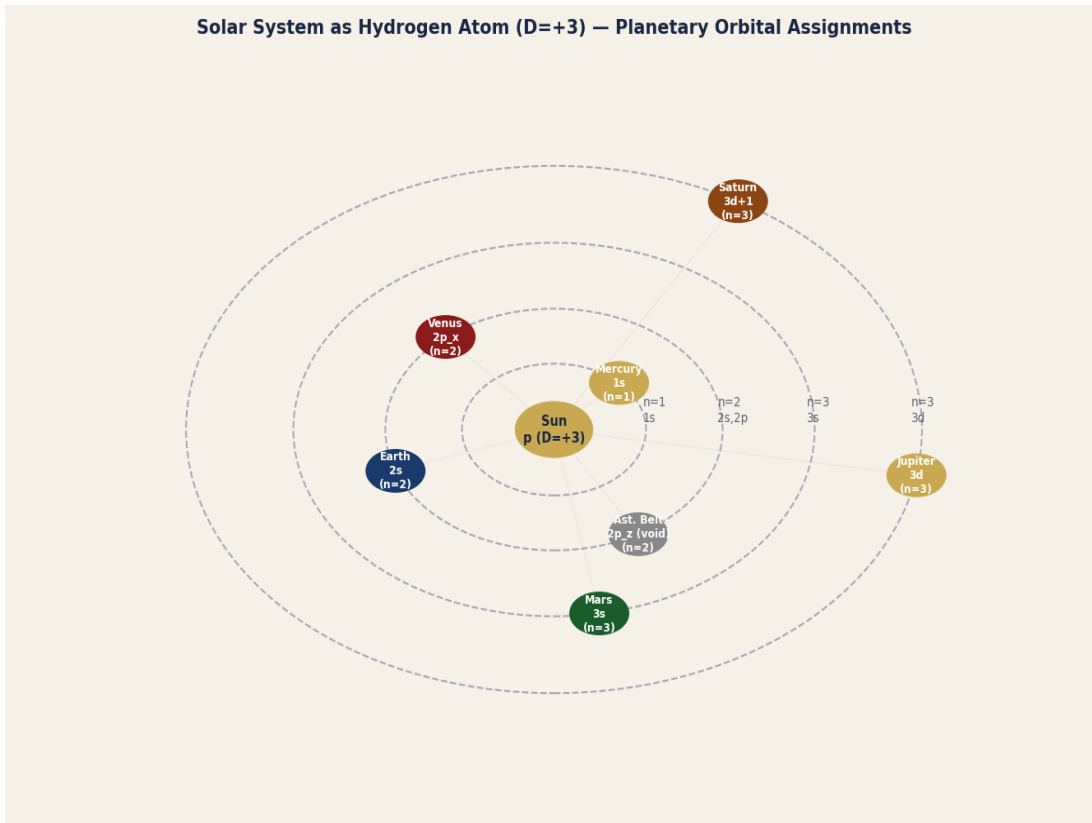 Solar System as Hydrogen Atom (D=+3) — Planetary Orbital Assignments
Saturn
3d+1
(n=3)
Venus
2p_x
(n=2)
Mercury
1s
(n=1)
n=1
1s
n=2
2s,2p
n=3
3s
n=3
3d
Sun
p (D=+3)
Earth
2s
(n=2)
Jupiter
3d
(n=3)
Ast. Belt
2p_z (void)
(n=2)
Mars
3s
(n=3)